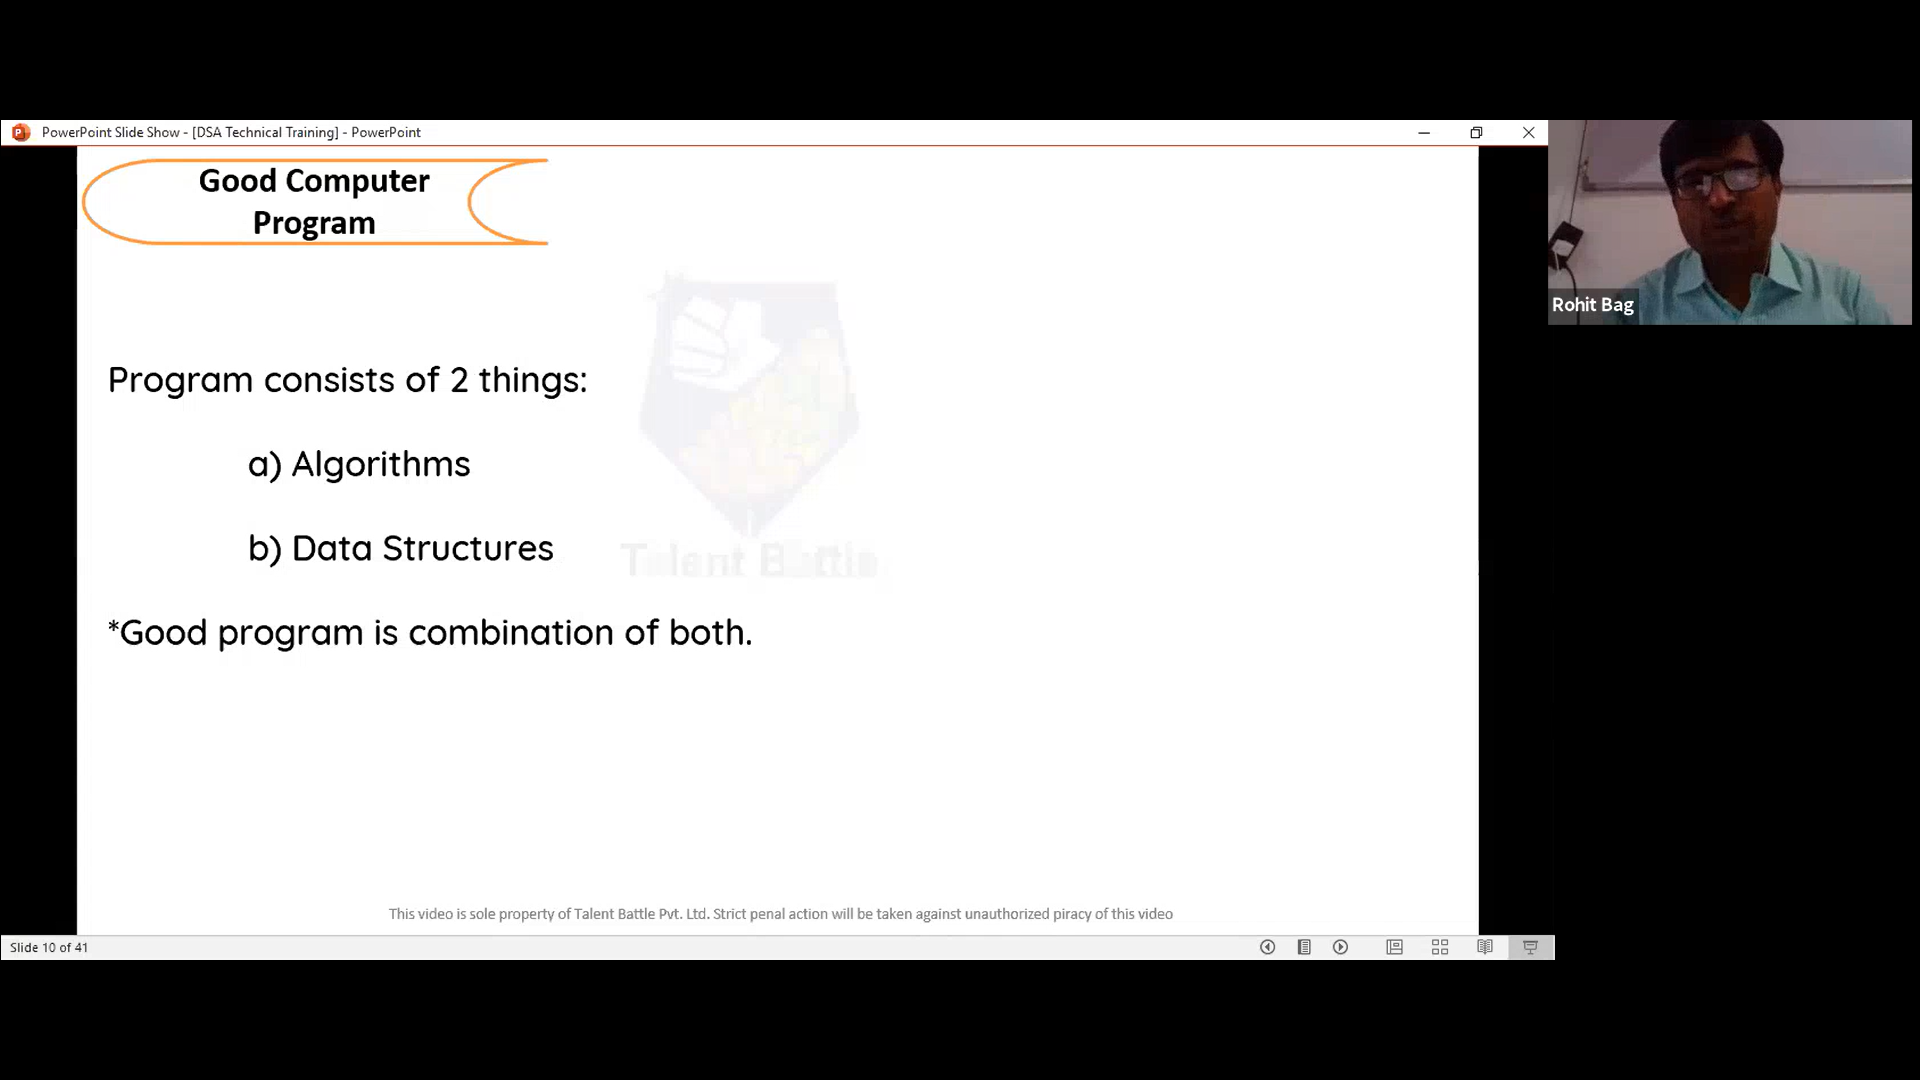 PowerPoint Slide Show - [DSA Technical Training] - PowerPoint
Good Computer
Program
Rohit Bag
Program consists of 2 things:
a) Algorithms
b) Data Structures
Talent Battle
*Good program is combination of both.
This video is sole property of Talent Battle Pvt. Ltd. Strict penal action will be taken against unauthorized piracy of this video
Slide 10 of 41